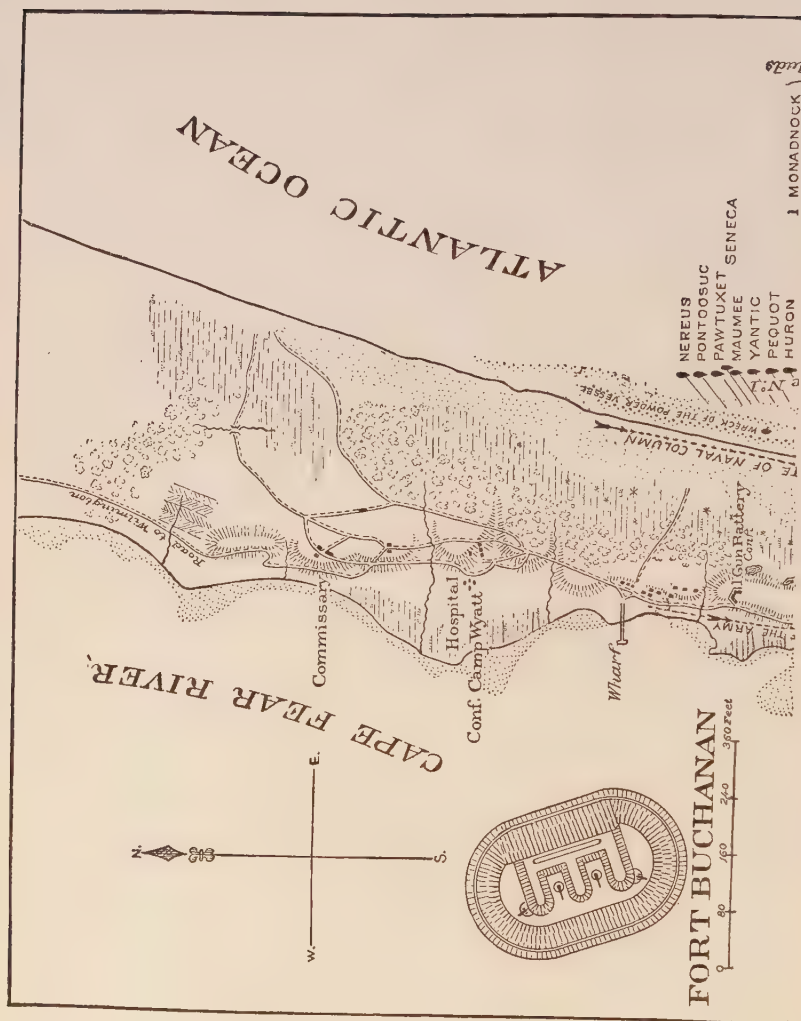 ATLANTIC OCEAN
NEREUS
PONTOOSUC
PAWTUXET
SENECA
MAUMEE
YANTIC
PEQUOT
HURON
1 MONADNOCK
Nº1
WRECK OF THE POWDER VESSEL
OF NAVAL COLUMN
Road to Wilmington
Commissary
Hospital
Conf. Camp Wyatt
Wharf
Gun Battery
Conf.
THE ARMY
CAPE FEAR RIVER
N.
W.
E.
S.
FORT BUCHANAN
0 80 160 240 360 Feet